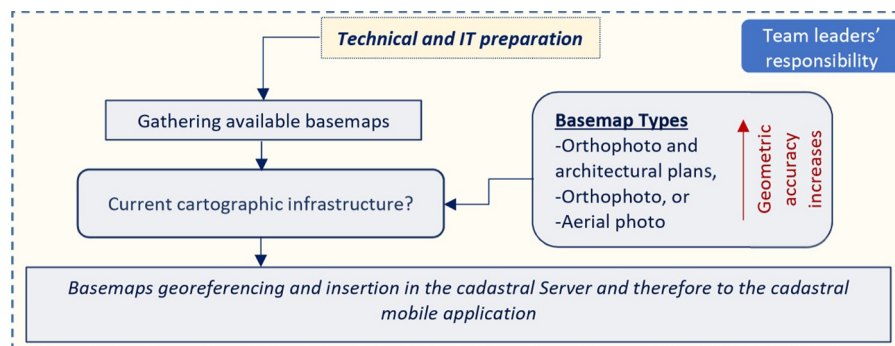 Technical and IT preparation
Team leaders’
responsibility
Gathering available basemaps
Basemap Types
-Orthophoto and
architectural plans,
-Orthophoto, or
-Aerial photo
Geometric
accuracy
increases
Current cartographic infrastructure?
Basemaps georeferencing and insertion in the cadastral Server and therefore to the cadastral
mobile application